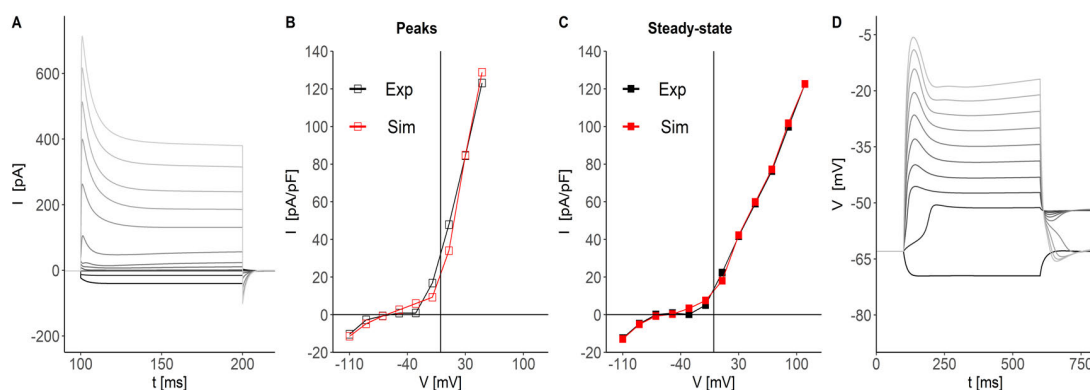 A
I [pA]
600
400
200
0
-200
100
150
200
t [ms]
B
Peaks
I [pA/pF]
140
120
100
80
60
40
20
0
-20
Exp
Sim
-110
-40
30
100
V [mV]
C
Steady-state
I [pA/pF]
140
120
100
80
60
40
20
0
-20
Exp
Sim
-110
-40
30
100
V [mV]
D
V [mV]
-5
-20
-35
-50
-65
-80
0
250
500
750
t [ms]